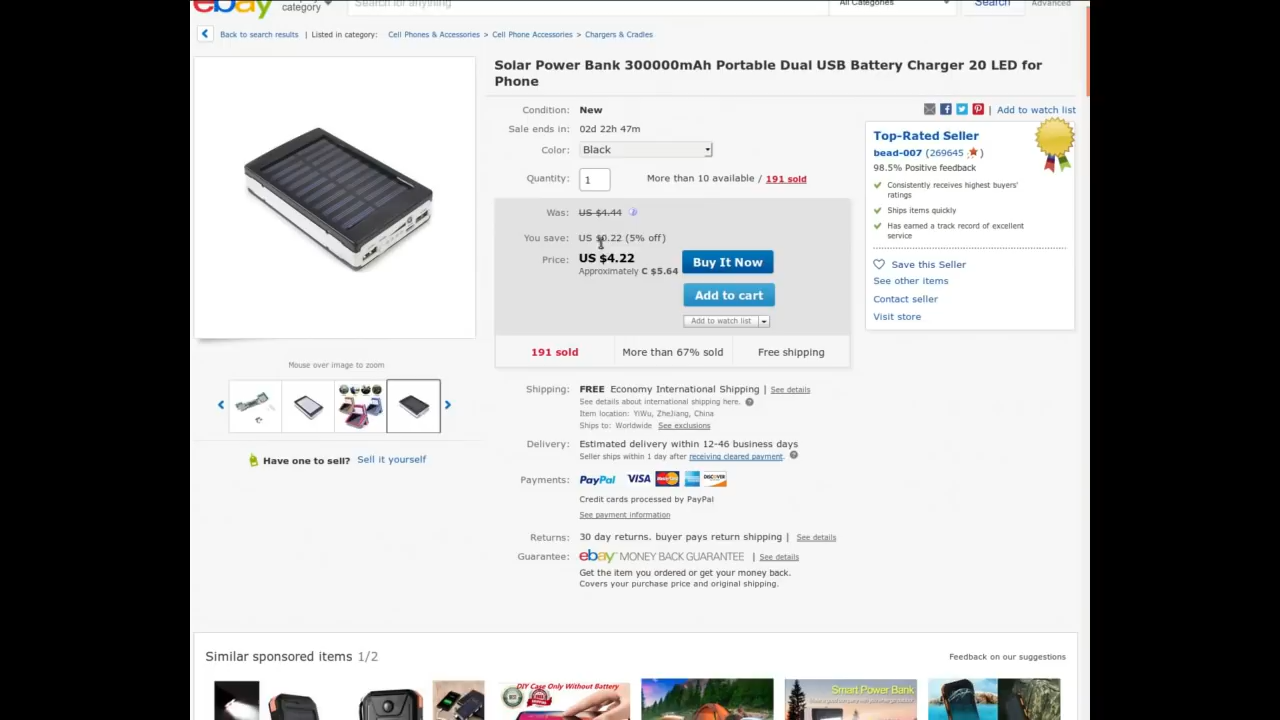 ebay
category
Search for anything
All Categories
Search
Advanced
Back to search results | Listed in category: Cell Phones & Accessories > Cell Phone Accessories > Chargers & Cradles
Solar Power Bank 300000mAh Portable Dual USB Battery Charger 20 LED for
Phone
Condition: New
Sale ends in: 02d 22h 47m
Color: Black
Quantity: 1 More than 10 available / 191 sold
Was: US $4.44
You save: US $0.22 (5% off)
Price: US $4.22
Approximately C $5.64
Buy It Now
Add to cart
Add to watch list
191 sold More than 67% sold Free shipping
| Add to watch list
Top-Rated Seller
bead-007 (269645 )
98.5% Positive feedback
Consistently receives highest buyers'
ratings
Ships items quickly
Has earned a track record of excellent
service
Save this Seller
See other items
Contact seller
Visit store
Mouse over image to zoom
Have one to sell? Sell it yourself
Shipping: FREE Economy International Shipping | See details
See details about international shipping here.
Item location: YiWu, ZheJiang, China
Ships to: Worldwide See exclusions
Delivery: Estimated delivery within 12-46 business days
Seller ships within 1 day after receiving cleared payment.
Payments: PayPal VISA MasterCard DISCOVER
Credit cards processed by PayPal
See payment information
Returns: 30 day returns. buyer pays return shipping | See details
Guarantee: ebay MONEY BACK GUARANTEE | See details
Get the item you ordered or get your money back.
Covers your purchase price and original shipping.
Similar sponsored items 1/2
Feedback on our suggestions
DIY Case Only Without Battery
Smart Power Bank